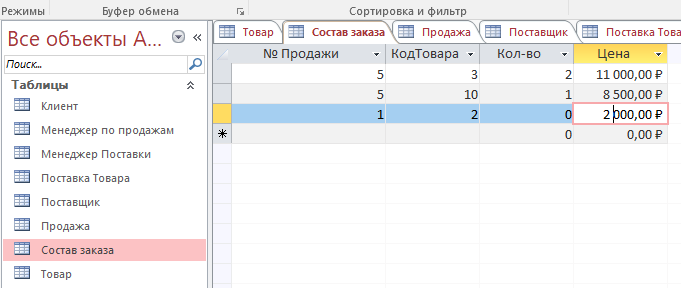 Режимы Буфер обмена Сортировка и фильтр
Все объекты A...
Поиск...
Таблицы
Клиент
Менеджер по продажам
Менеджер Поставки
Поставка Товара
Поставщик
Продажа
Состав заказа
Товар
Товар Состав заказа Продажа Поставщик Поставка Това
№ Продажи КодТовара Кол-во Цена
5 3 2 11 000,00 ₽
5 10 1 8 500,00 ₽
1 2 0 2 000,00 ₽
0 0,00 ₽